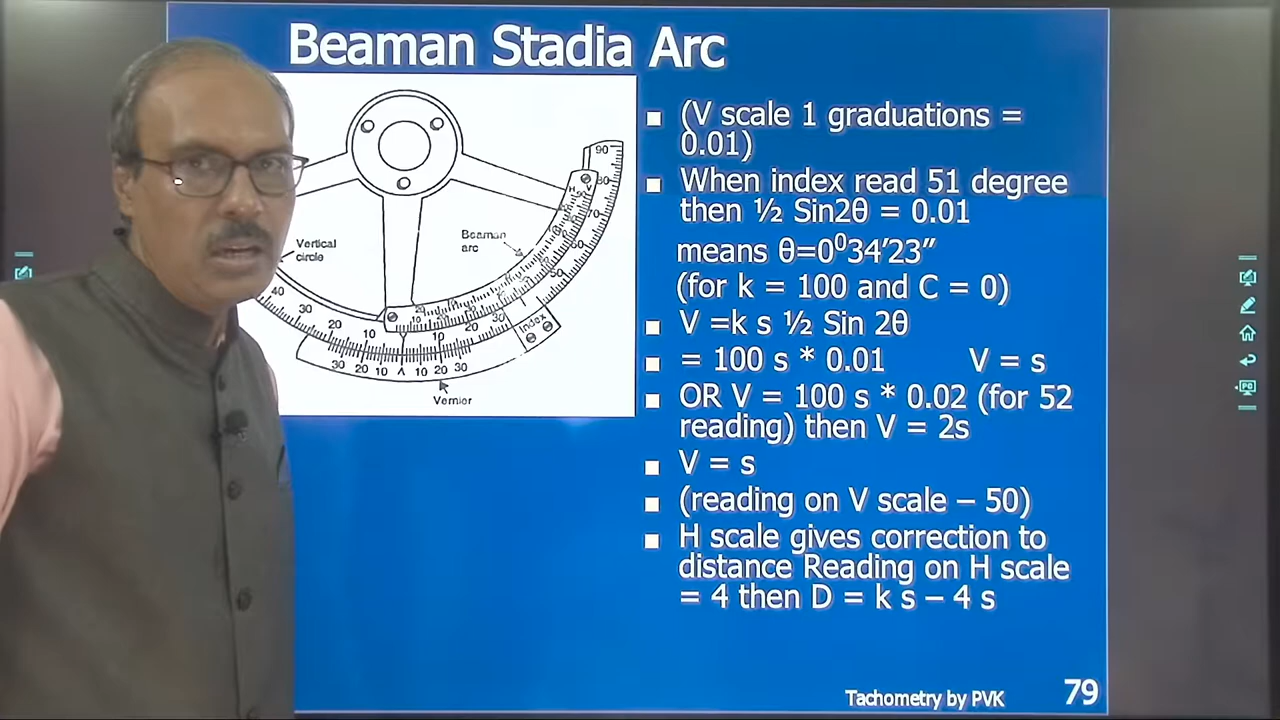 Beaman Stadia Arc
(V scale 1 graduations =
0.01)
When index read 51 degree
then ½ Sin2θ = 0.01
means θ=0⁰34′23″
(for k = 100 and C = 0)
V =k s ½ Sin 2θ
= 100 s * 0.01 V = s
OR V = 100 s * 0.02 (for 52
reading) then V = 2s
V = s
(reading on V scale – 50)
H scale gives correction to
distance Reading on H scale
= 4 then D = k s – 4 s
Vertical
circle
Beaman
arc
90
80
70
60
50
H
V
40
30
20
10
10
20
30
Index
30 20 10 A 10 20 30
Vernier
Tachometry by PVK 79